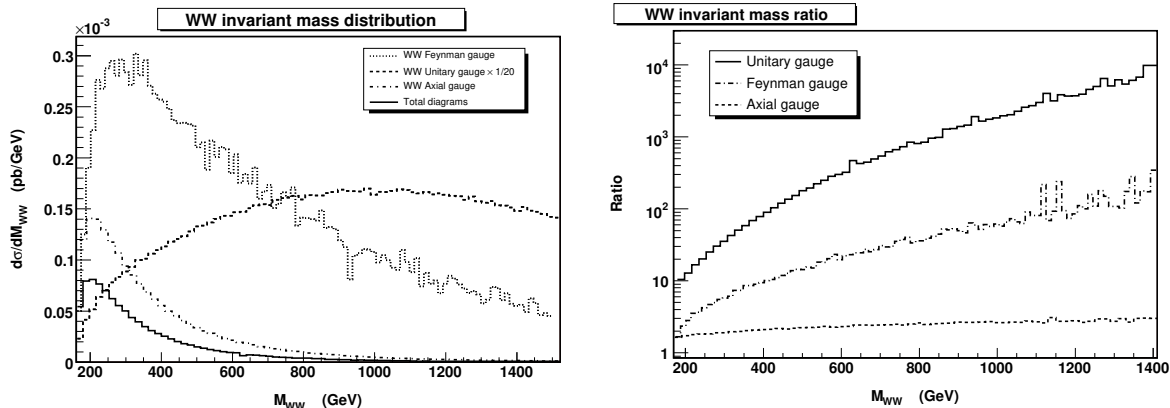 WW invariant mass distribution
×10⁻³
0.3
0.25
0.2
0.15
0.1
0.05
0
dσ/dM_WW (pb/GeV)
WW Feynman gauge
WW Unitary gauge × 1/20
WW Axial gauge
Total diagrams
200 400 600 800 1000 1200 1400
M_WW (GeV)
WW invariant mass ratio
10⁴
10³
10²
10
1
Ratio
Unitary gauge
Feynman gauge
Axial gauge
200 400 600 800 1000 1200 1400
M_WW (GeV)